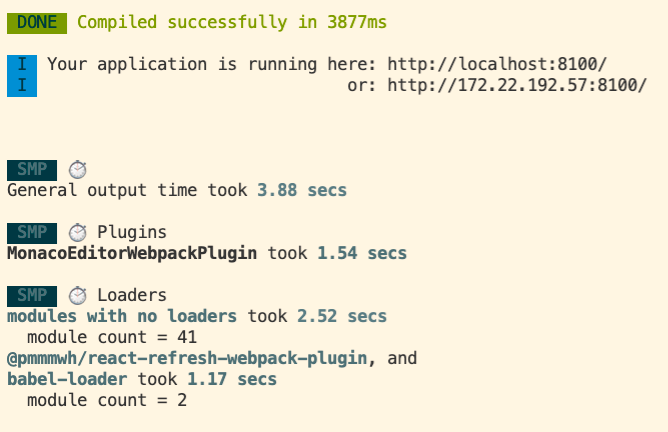 DONE Compiled successfully in 3877ms
I Your application is running here: http://localhost:8100/
I or: http://172.22.192.57:8100/
SMP ⏱
General output time took 3.88 secs
SMP ⏱ Plugins
MonacoEditorWebpackPlugin took 1.54 secs
SMP ⏱ Loaders
modules with no loaders took 2.52 secs
module count = 41
@pmmmwh/react-refresh-webpack-plugin, and
babel-loader took 1.17 secs
module count = 2